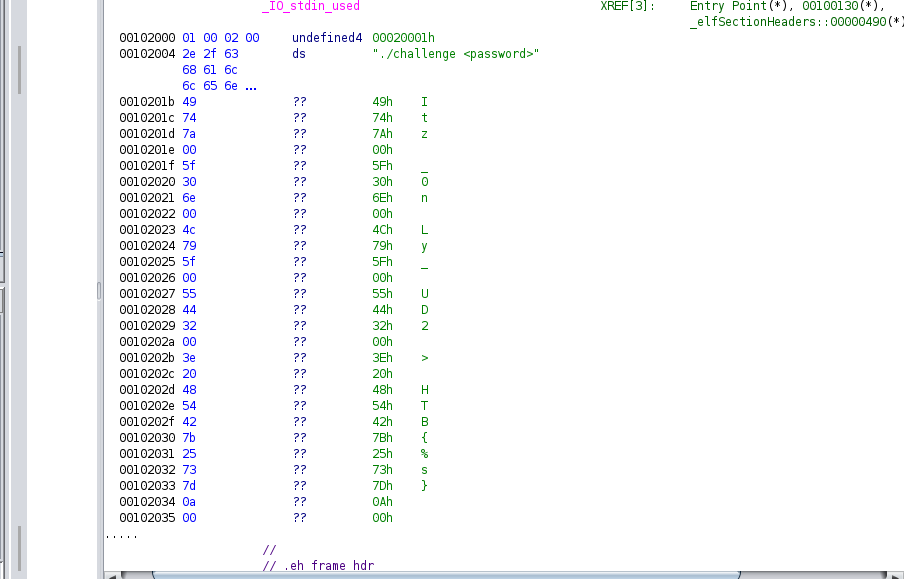 _IO_stdin_used XREF[3]: Entry Point(*), 00100130(*),
_elfSectionHeaders::00000490(*)
00102000 01 00 02 00 undefined4 00020001h
00102004 2e 2f 63 ds "./challenge <password>"
68 61 6c
6c 65 6e ...
0010201b 49 ?? 49h I
0010201c 74 ?? 74h t
0010201d 7a ?? 7Ah z
0010201e 00 ?? 00h
0010201f 5f ?? 5Fh _
00102020 30 ?? 30h 0
00102021 6e ?? 6Eh n
00102022 00 ?? 00h
00102023 4c ?? 4Ch L
00102024 79 ?? 79h y
00102025 5f ?? 5Fh _
00102026 00 ?? 00h
00102027 55 ?? 55h U
00102028 44 ?? 44h D
00102029 32 ?? 32h 2
0010202a 00 ?? 00h
0010202b 3e ?? 3Eh >
0010202c 20 ?? 20h
0010202d 48 ?? 48h H
0010202e 54 ?? 54h T
0010202f 42 ?? 42h B
00102030 7b ?? 7Bh {
00102031 25 ?? 25h %
00102032 73 ?? 73h s
00102033 7d ?? 7Dh }
00102034 0a ?? 0Ah
00102035 00 ?? 00h
.....
//
// .eh_frame_hdr